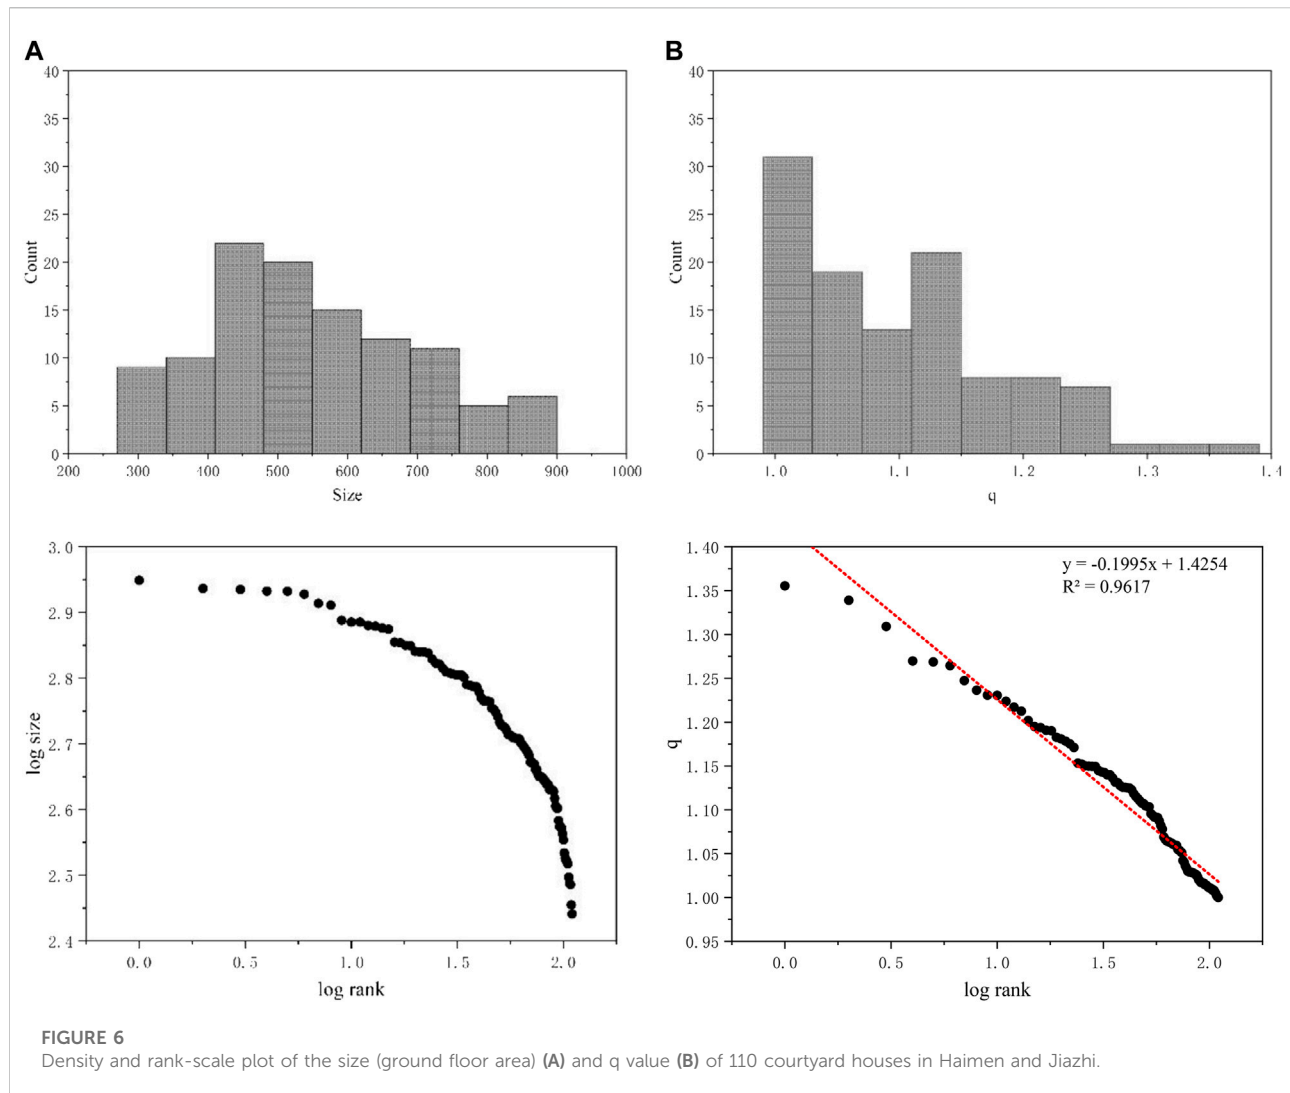 A
B
40
35
30
25
20
15
10
5
0
Count
200 300 400 500 600 700 800 900 1000
Size
40
35
30
25
20
15
10
5
0
Count
1.0 1.1 1.2 1.3 1.4
q
3.0
2.9
2.8
2.7
2.6
2.5
2.4
log size
0.0 0.5 1.0 1.5 2.0
log rank
y = -0.1995x + 1.4254
R² = 0.9617
1.40
1.35
1.30
1.25
1.20
1.15
1.10
1.05
1.00
0.95
q
0.0 0.5 1.0 1.5 2.0
log rank
FIGURE 6
Density and rank-scale plot of the size (ground floor area) (A) and q value (B) of 110 courtyard houses in Haimen and Jiazhi.